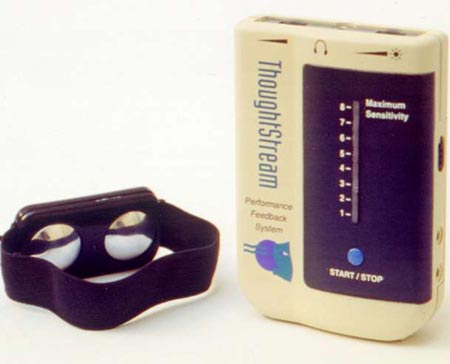 ThoughtStream
Performance
Feedback
System
Maximum
Sensitivity
8
7
6
5
4
3
2
1
START / STOP